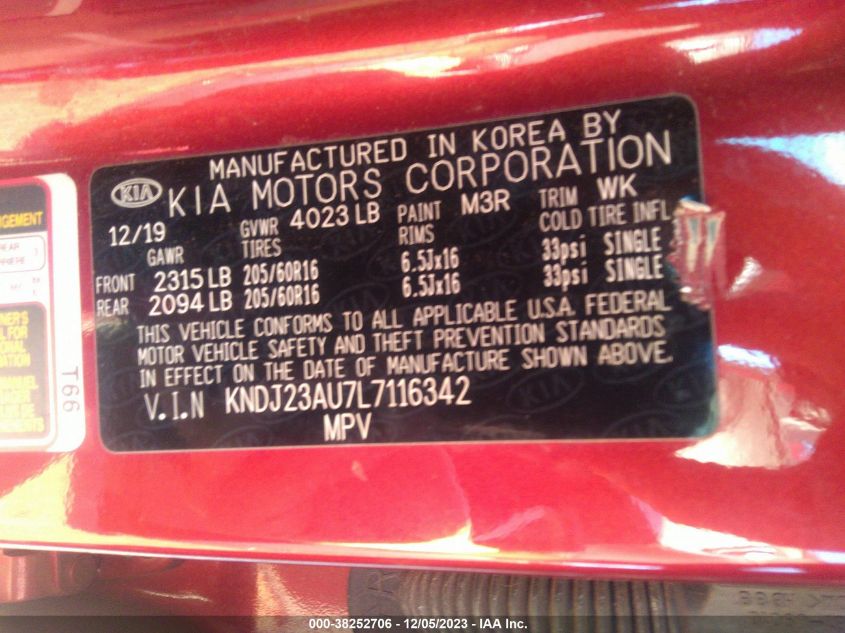 MANUFACTURED IN KOREA BY
KIA KIA MOTORS CORPORATION
12/19 GVWR 4023 LB PAINT M3R TRIM WK
GAWR TIRES RIMS COLD TIRE INFL
FRONT 2315 LB 205/60R16 6.5Jx16 33psi SINGLE
REAR 2094 LB 205/60R16 6.5Jx16 33psi SINGLE
THIS VEHICLE CONFORMS TO ALL APPLICABLE U.S.A. FEDERAL
MOTOR VEHICLE SAFETY AND THEFT PREVENTION STANDARDS
IN EFFECT ON THE DATE OF MANUFACTURE SHOWN ABOVE.
V.I.N KNDJ23AU7L7116342
MPV
T66
000-38252706 - 12/05/2023 - IAA Inc.